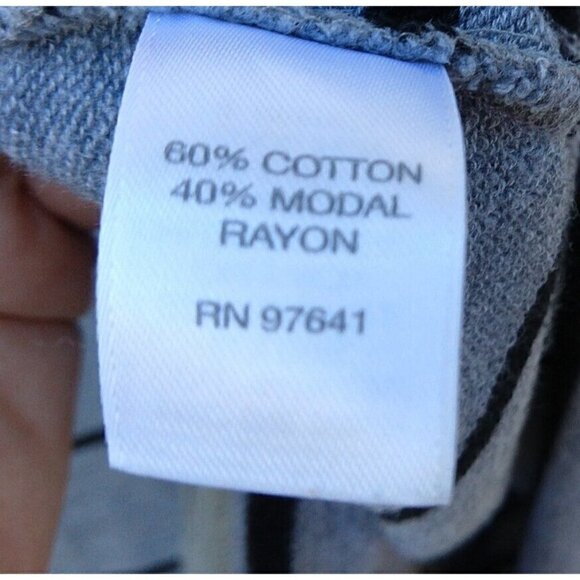 60% COTTON
40% MODAL
RAYON
RN 97641